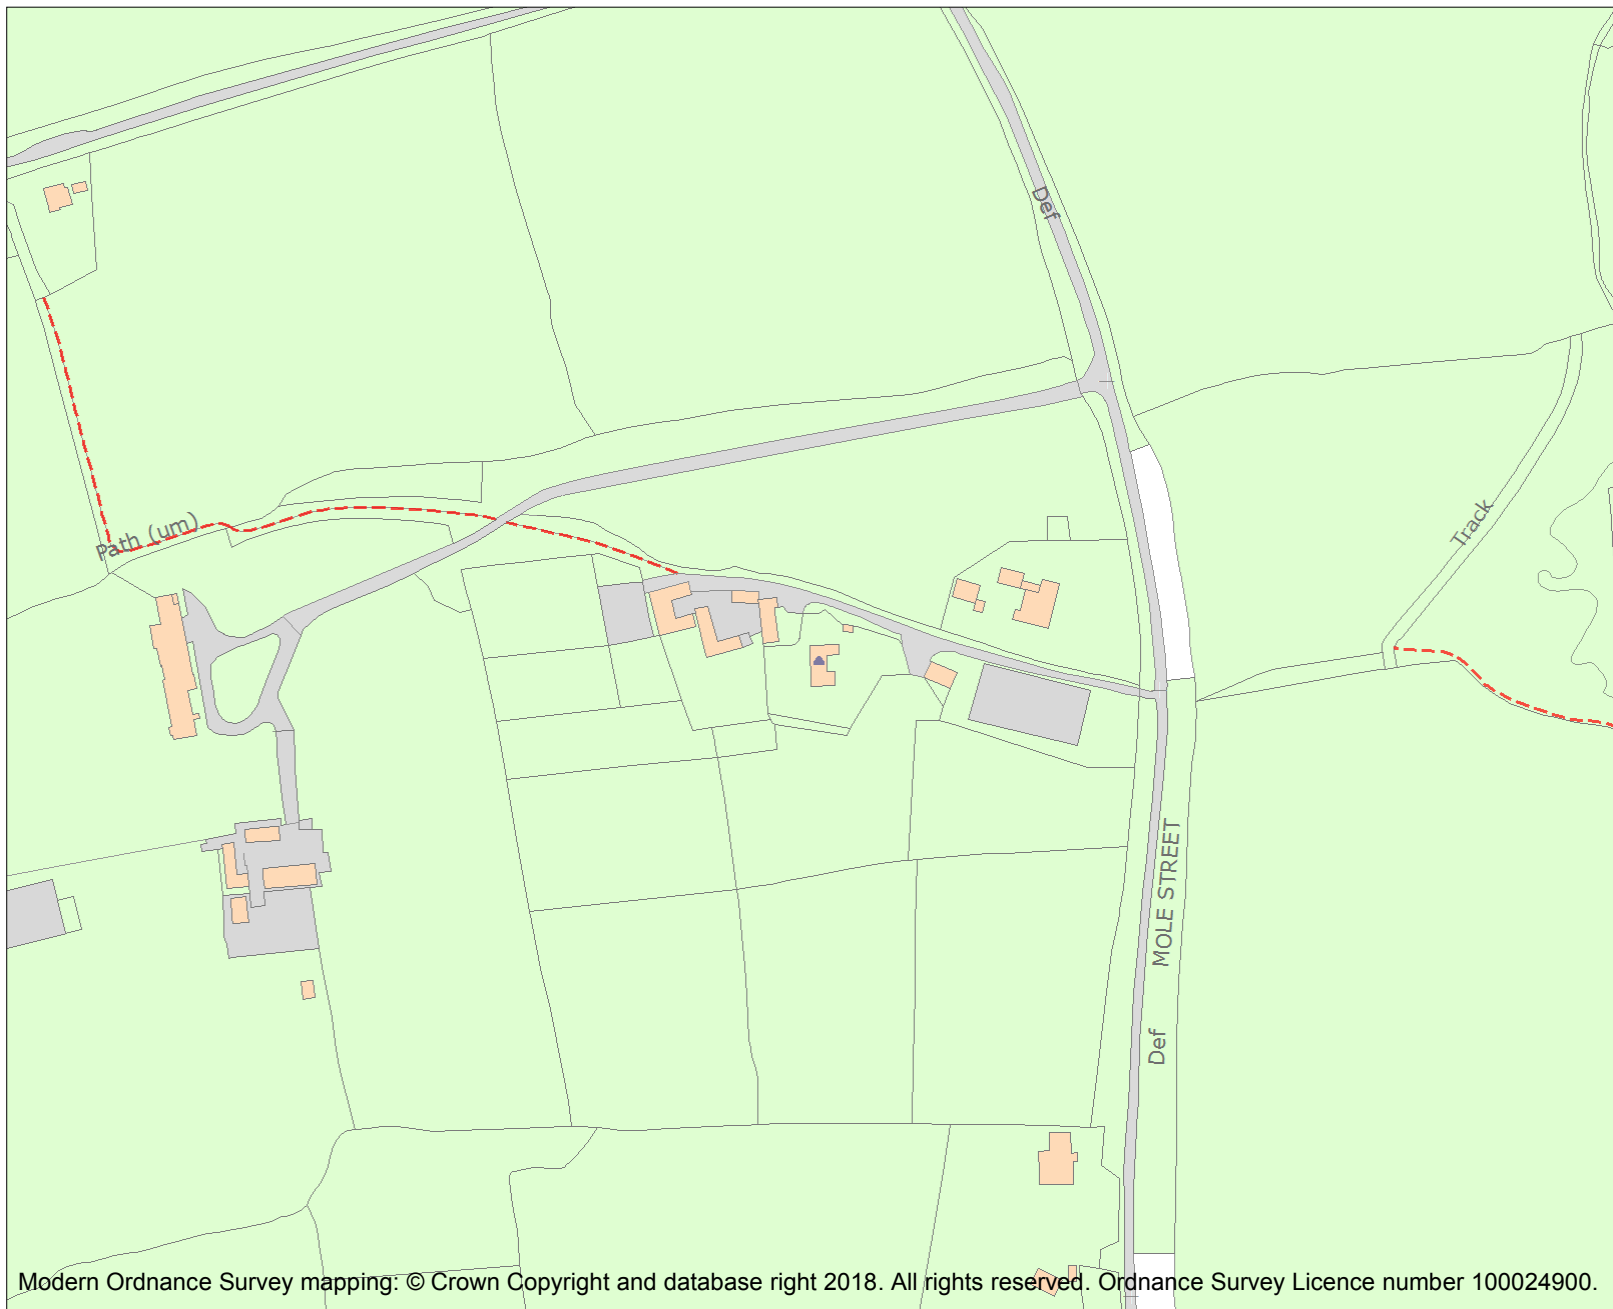 Def
Track
Path (um)
MOLE STREET
Def
Modern Ordnance Survey mapping: © Crown Copyright and database right 2018. All rights reserved. Ordnance Survey Licence number 100024900.